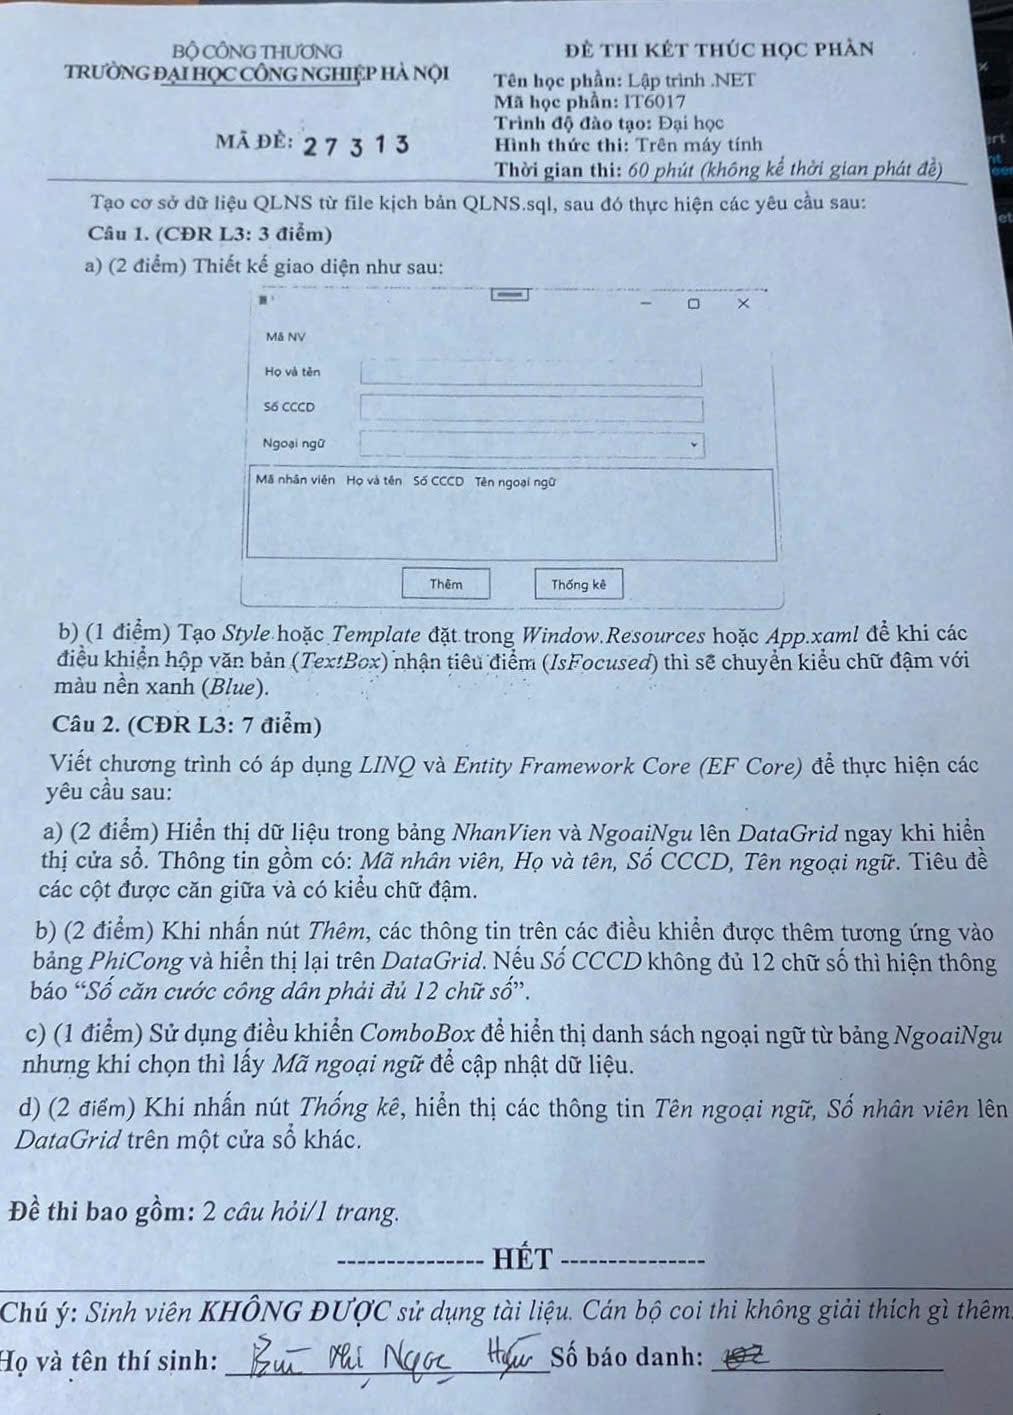 BỘ CÔNG THƯƠNG
TRƯỜNG ĐẠI HỌC CÔNG NGHIỆP HÀ NỘI
MÃ ĐỀ: 2 7 3 1 3
ĐỀ THI KẾT THÚC HỌC PHẦN
Tên học phần: Lập trình .NET
Mã học phần: IT6017
Trình độ đào tạo: Đại học
Hình thức thi: Trên máy tính
Thời gian thi: 60 phút (không kể thời gian phát đề)
Tạo cơ sở dữ liệu QLNS từ file kịch bản QLNS.sql, sau đó thực hiện các yêu cầu sau:
Câu 1. (CĐR L3: 3 điểm)
a) (2 điểm) Thiết kế giao diện như sau:
Mã NV
Họ và tên
Số CCCD
Ngoại ngữ
Mã nhân viên Họ và tên Số CCCD Tên ngoại ngữ
Thêm Thống kê
b) (1 điểm) Tạo Style hoặc Template đặt trong Window.Resources hoặc App.xaml để khi các
điều khiển hộp văn bản (TextBox) nhận tiêu điểm (IsFocused) thì sẽ chuyển kiểu chữ đậm với
màu nền xanh (Blue).
Câu 2. (CĐR L3: 7 điểm)
Viết chương trình có áp dụng LINQ và Entity Framework Core (EF Core) để thực hiện các
yêu cầu sau:
a) (2 điểm) Hiển thị dữ liệu trong bảng NhanVien và NgoaiNgu lên DataGrid ngay khi hiển
thị cửa sổ. Thông tin gồm có: Mã nhân viên, Họ và tên, Số CCCD, Tên ngoại ngữ. Tiêu đề
các cột được căn giữa và có kiểu chữ đậm.
b) (2 điểm) Khi nhấn nút Thêm, các thông tin trên các điều khiển được thêm tương ứng vào
bảng PhiCong và hiển thị lại trên DataGrid. Nếu Số CCCD không đủ 12 chữ số thì hiện thông
báo “Số căn cước công dân phải đủ 12 chữ số”.
c) (1 điểm) Sử dụng điều khiển ComboBox để hiển thị danh sách ngoại ngữ từ bảng NgoaiNgu
nhưng khi chọn thì lấy Mã ngoại ngữ để cập nhật dữ liệu.
d) (2 điểm) Khi nhấn nút Thống kê, hiển thị các thông tin Tên ngoại ngữ, Số nhân viên lên
DataGrid trên một cửa sổ khác.
Đề thi bao gồm: 2 câu hỏi/1 trang.
--------------- HẾT ---------------
Chú ý: Sinh viên KHÔNG ĐƯỢC sử dụng tài liệu. Cán bộ coi thi không giải thích gì thêm.
Họ và tên thí sinh: Bùi Ngọc Số báo danh: